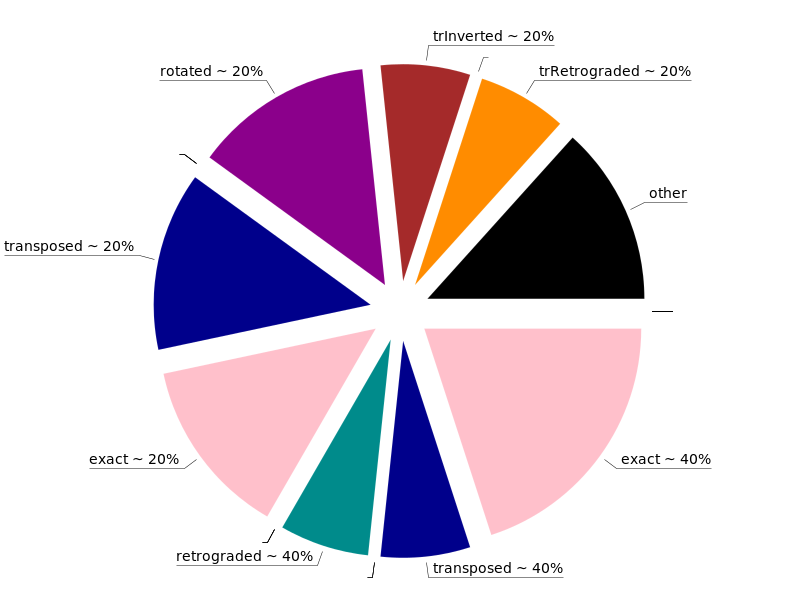 trInverted ~ 20%
rotated ~ 20%
trRetrograded ~ 20%
other
transposed ~ 20%
exact ~ 20%
exact ~ 40%
retrograded ~ 40%
transposed ~ 40%